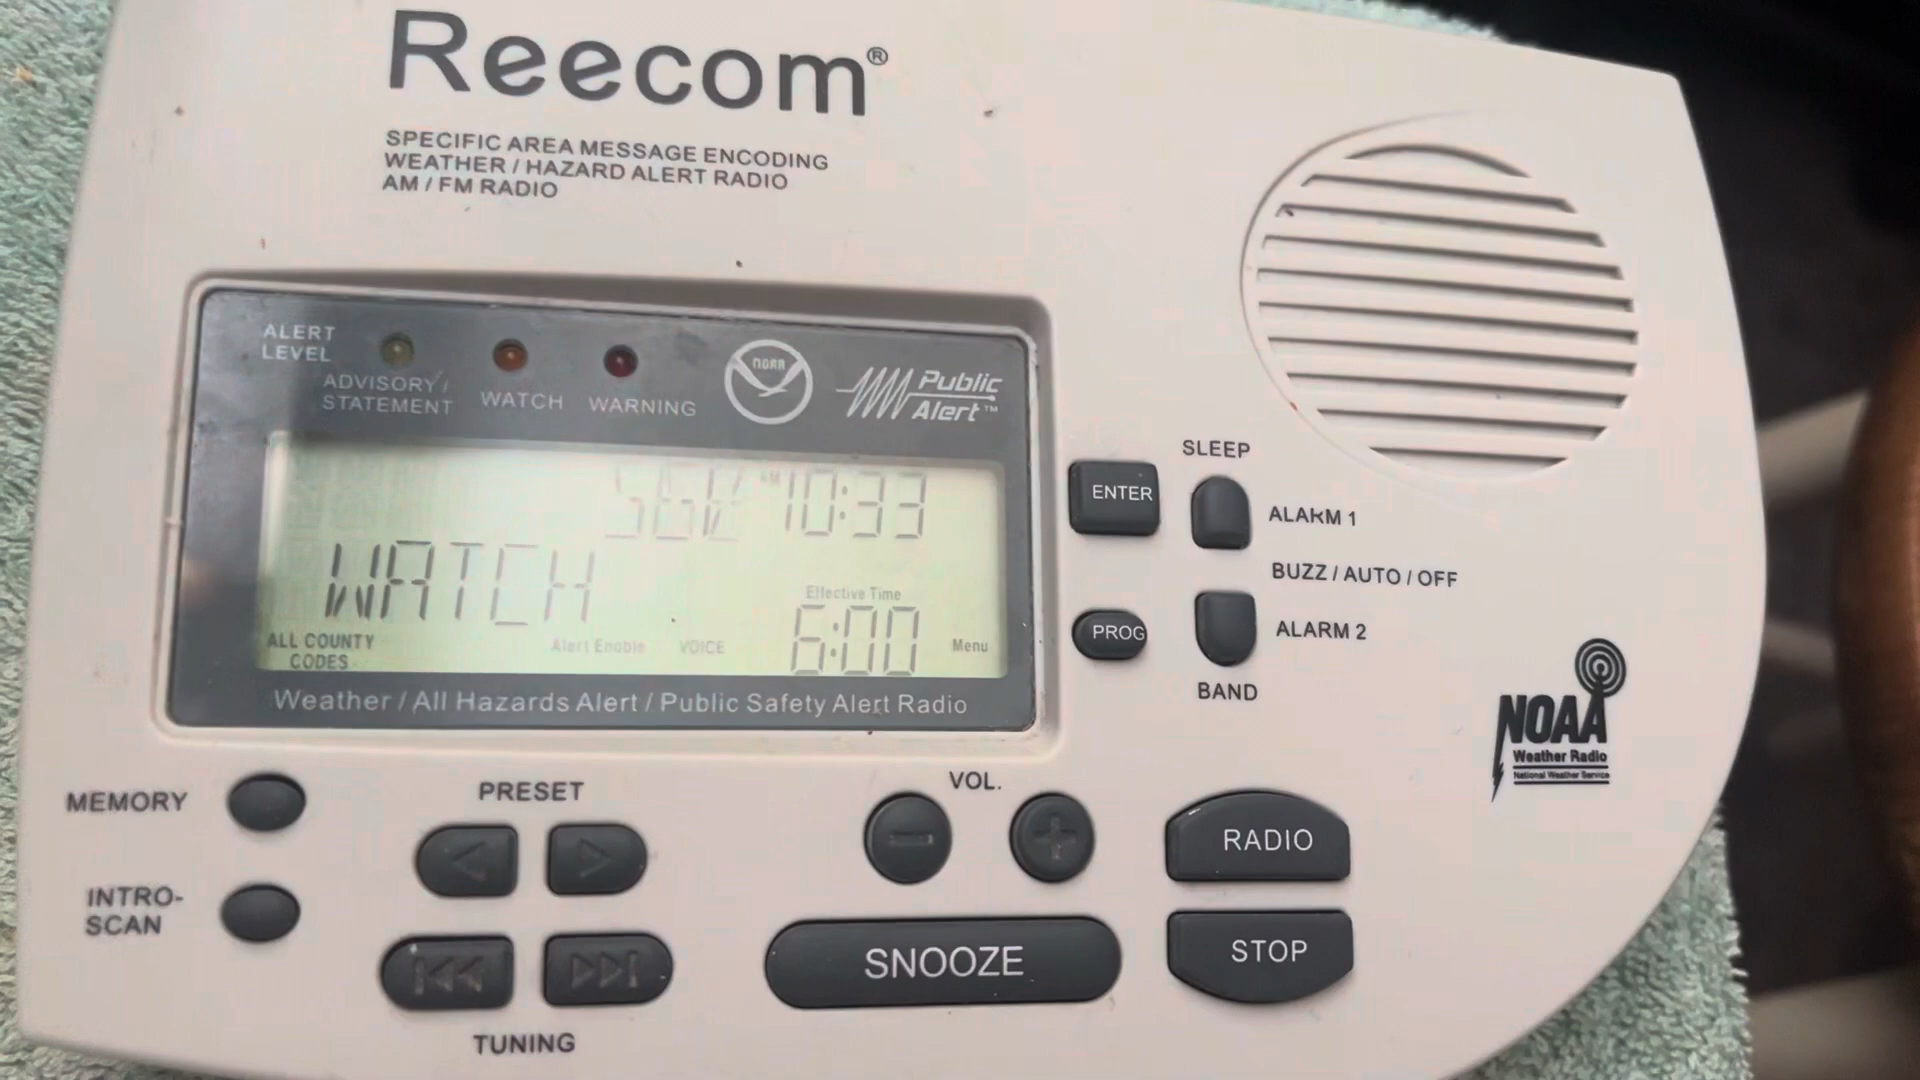 Reecom®
SPECIFIC AREA MESSAGE ENCODING
WEATHER / HAZARD ALERT RADIO
AM / FM RADIO
ALERT
LEVEL
ADVISORY /
STATEMENT
WATCH
WARNING
NOAA
Public
Alert™
AM 10:33
WATCH
Effective Time
6:00
ALL COUNTY
CODES
Alert Enable
VOICE
Menu
Weather / All Hazards Alert / Public Safety Alert Radio
ENTER
PROG
SLEEP
ALARM 1
BUZZ / AUTO / OFF
ALARM 2
BAND
NOAA
Weather Radio
National Weather Service
MEMORY
INTRO-
SCAN
PRESET
TUNING
VOL.
SNOOZE
RADIO
STOP